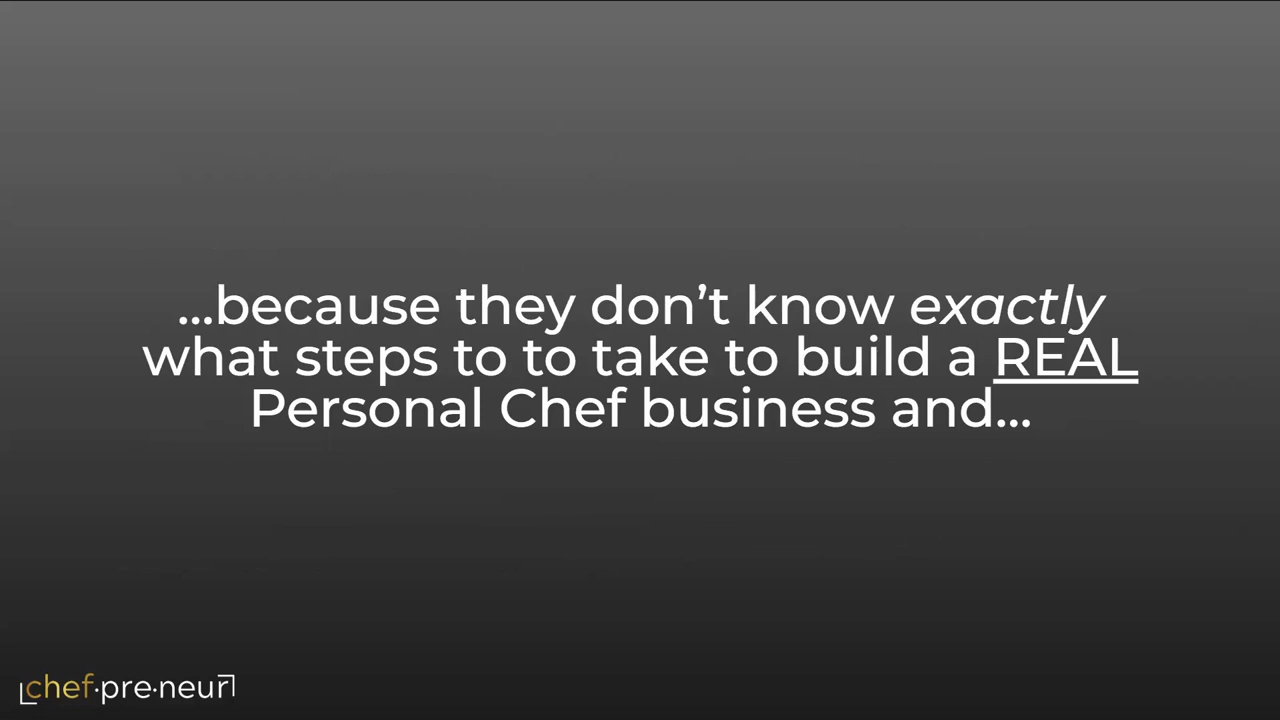 ...because they don't know exactly
what steps to to take to build a REAL
Personal Chef business and...
chef·pre·neur